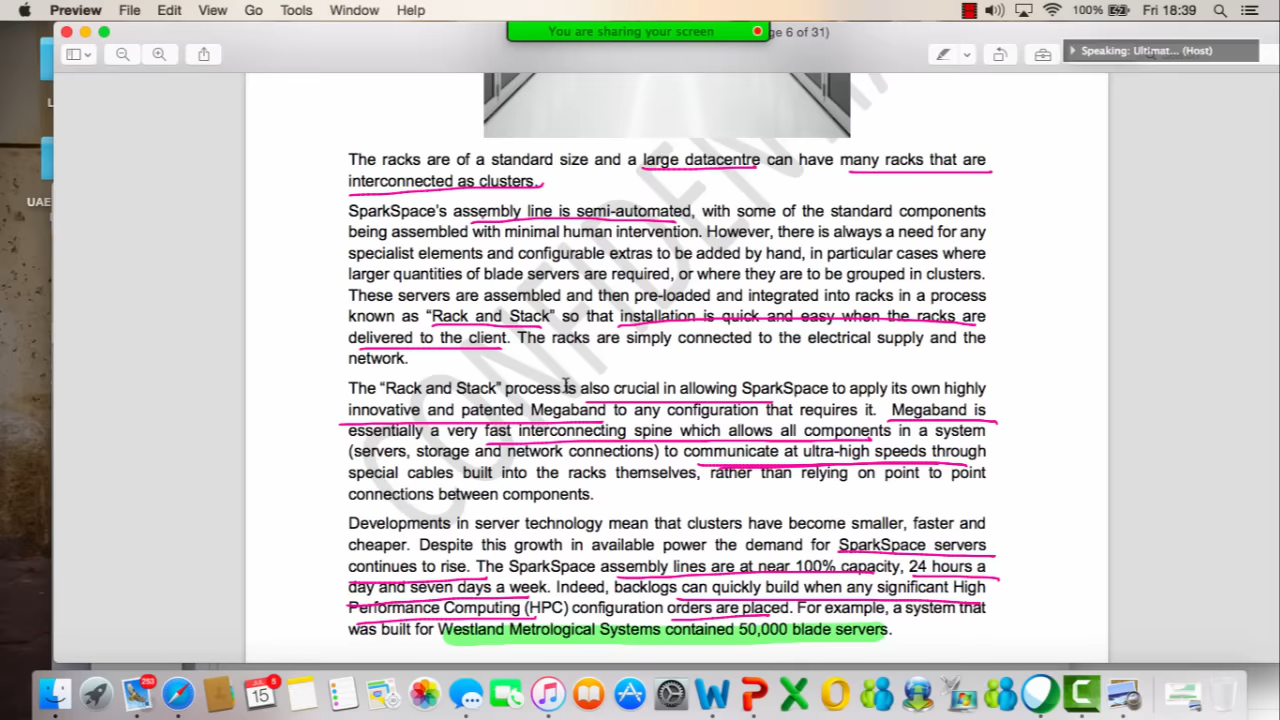 Preview File Edit View Go Tools Window Help 100% Fri 18:39
You are sharing your screen
ge 6 of 31)
Speaking: Ultimat... (Host)
The racks are of a standard size and a large datacentre can have many racks that are
interconnected as clusters.
SparkSpace's assembly line is semi-automated, with some of the standard components
being assembled with minimal human intervention. However, there is always a need for any
specialist elements and configurable extras to be added by hand, in particular cases where
larger quantities of blade servers are required, or where they are to be grouped in clusters.
These servers are assembled and then pre-loaded and integrated into racks in a process
known as “Rack and Stack” so that installation is quick and easy when the racks are
delivered to the client. The racks are simply connected to the electrical supply and the
network.
The “Rack and Stack” process is also crucial in allowing SparkSpace to apply its own highly
innovative and patented Megaband to any configuration that requires it. Megaband is
essentially a very fast interconnecting spine which allows all components in a system
(servers, storage and network connections) to communicate at ultra-high speeds through
special cables built into the racks themselves, rather than relying on point to point
connections between components.
Developments in server technology mean that clusters have become smaller, faster and
cheaper. Despite this growth in available power the demand for SparkSpace servers
continues to rise. The SparkSpace assembly lines are at near 100% capacity, 24 hours a
day and seven days a week. Indeed, backlogs can quickly build when any significant High
Performance Computing (HPC) configuration orders are placed. For example, a system that
was built for Westland Metrological Systems contained 50,000 blade servers.
CONFIDENTIAL
UAE
253
JAN
15
5